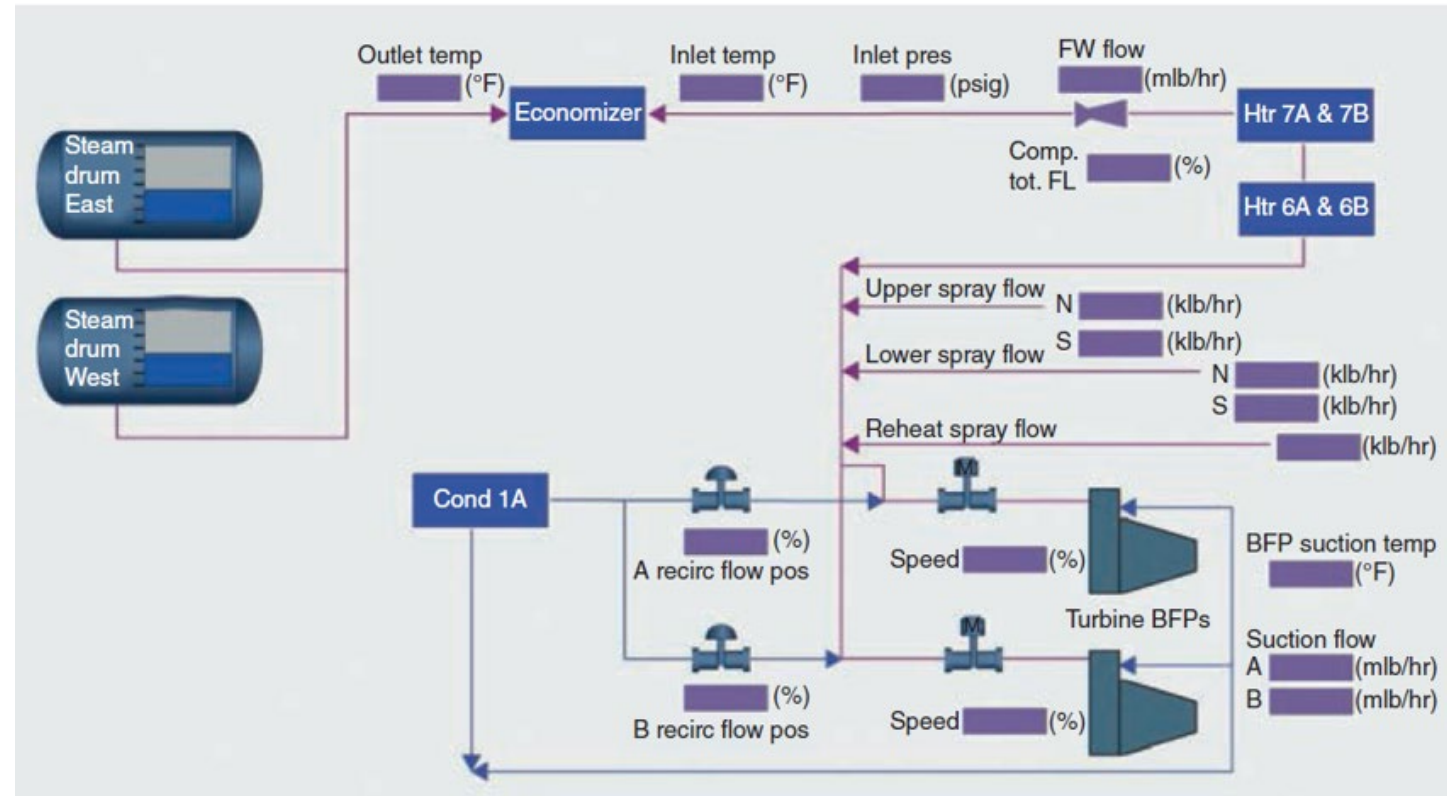 Outlet temp
(°F)
Inlet temp
(°F)
Inlet pres
(psig)
FW flow
(mlb/hr)
Economizer
Htr 7A & 7B
Comp.
tot. FL
(%)
Htr 6A & 6B
Steam
drum
East
Steam
drum
West
Upper spray flow
N (klb/hr)
S (klb/hr)
Lower spray flow
N (klb/hr)
S (klb/hr)
Reheat spray flow
(klb/hr)
Cond 1A
(%)
A recirc flow pos
M
Speed (%)
BFP suction temp
(°F)
Turbine BFPs
(%)
B recirc flow pos
M
Speed (%)
Suction flow
A (mlb/hr)
B (mlb/hr)